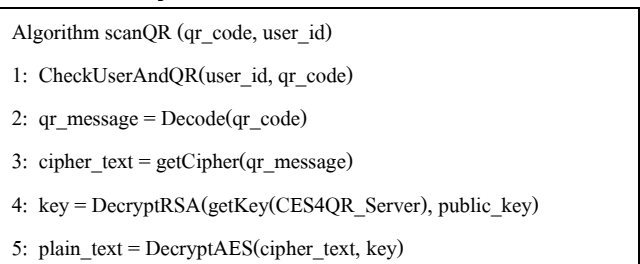 Algorithm scanQR (qr_code, user_id)
1: CheckUserAndQR(user_id, qr_code)
2: qr_message = Decode(qr_code)
3: cipher_text = getCipher(qr_message)
4: key = DecryptRSA(getKey(CES4QR_Server), public_key)
5: plain_text = DecryptAES(cipher_text, key)